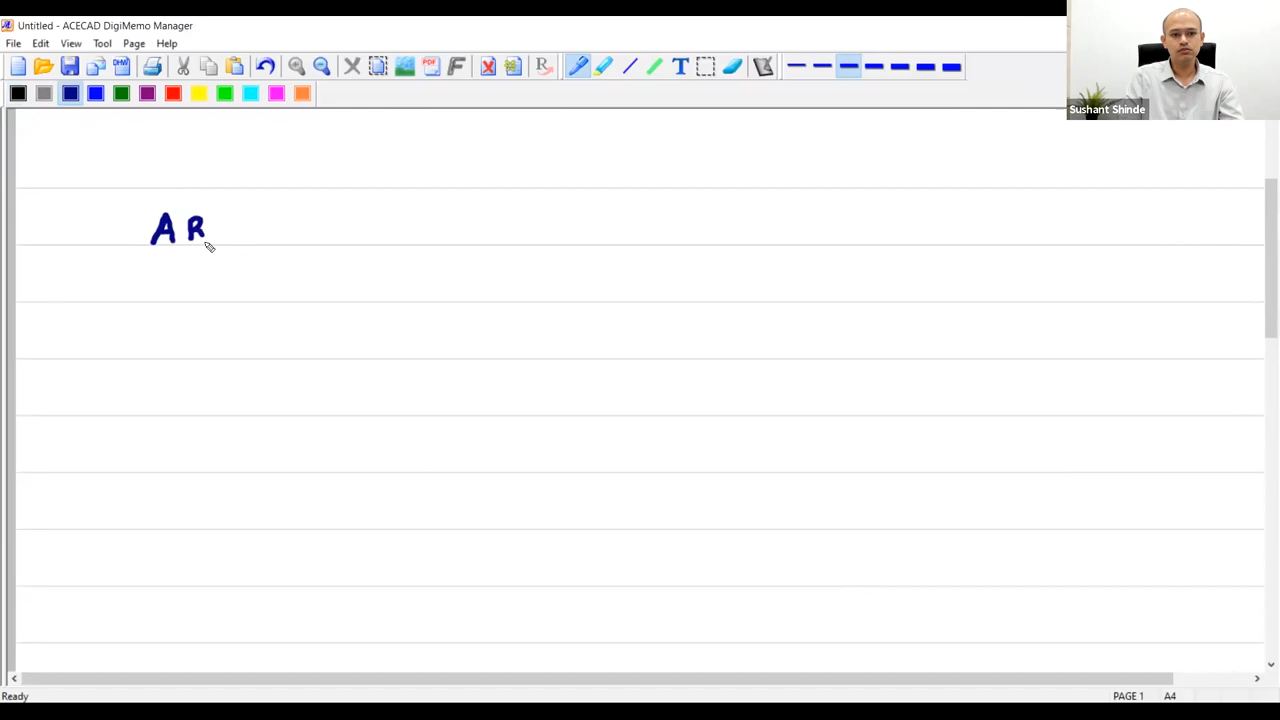 Untitled - ACECAD DigiMemo Manager
File Edit View Tool Page Help
Sushant Shinde
A R
Ready
PAGE 1 A4